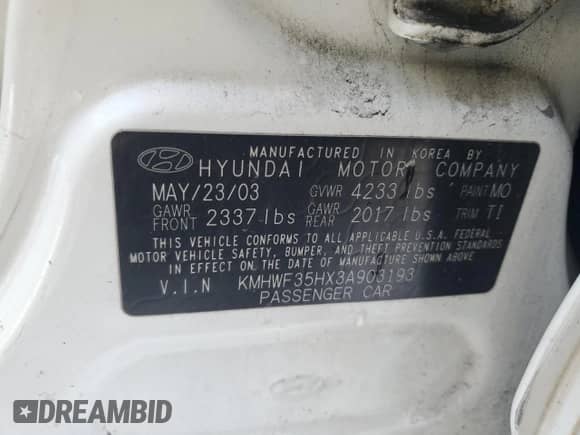 MANUFACTURED IN KOREA BY
HYUNDAI MOTOR COMPANY
MAY/23/03 GVWR 4233 lbs PAINT MO
GAWR FRONT 2337 lbs GAWR REAR 2017 lbs TRIM TI
THIS VEHICLE CONFORMS TO ALL APPLICABLE U.S.A. FEDERAL
MOTOR VEHICLE SAFETY, BUMPER, AND THEFT PREVENTION STANDARDS
IN EFFECT ON THE DATE OF MANUFACTURE SHOWN ABOVE.
V.I.N KMHWF35HX3A903193
PASSENGER CAR
DREAMBID